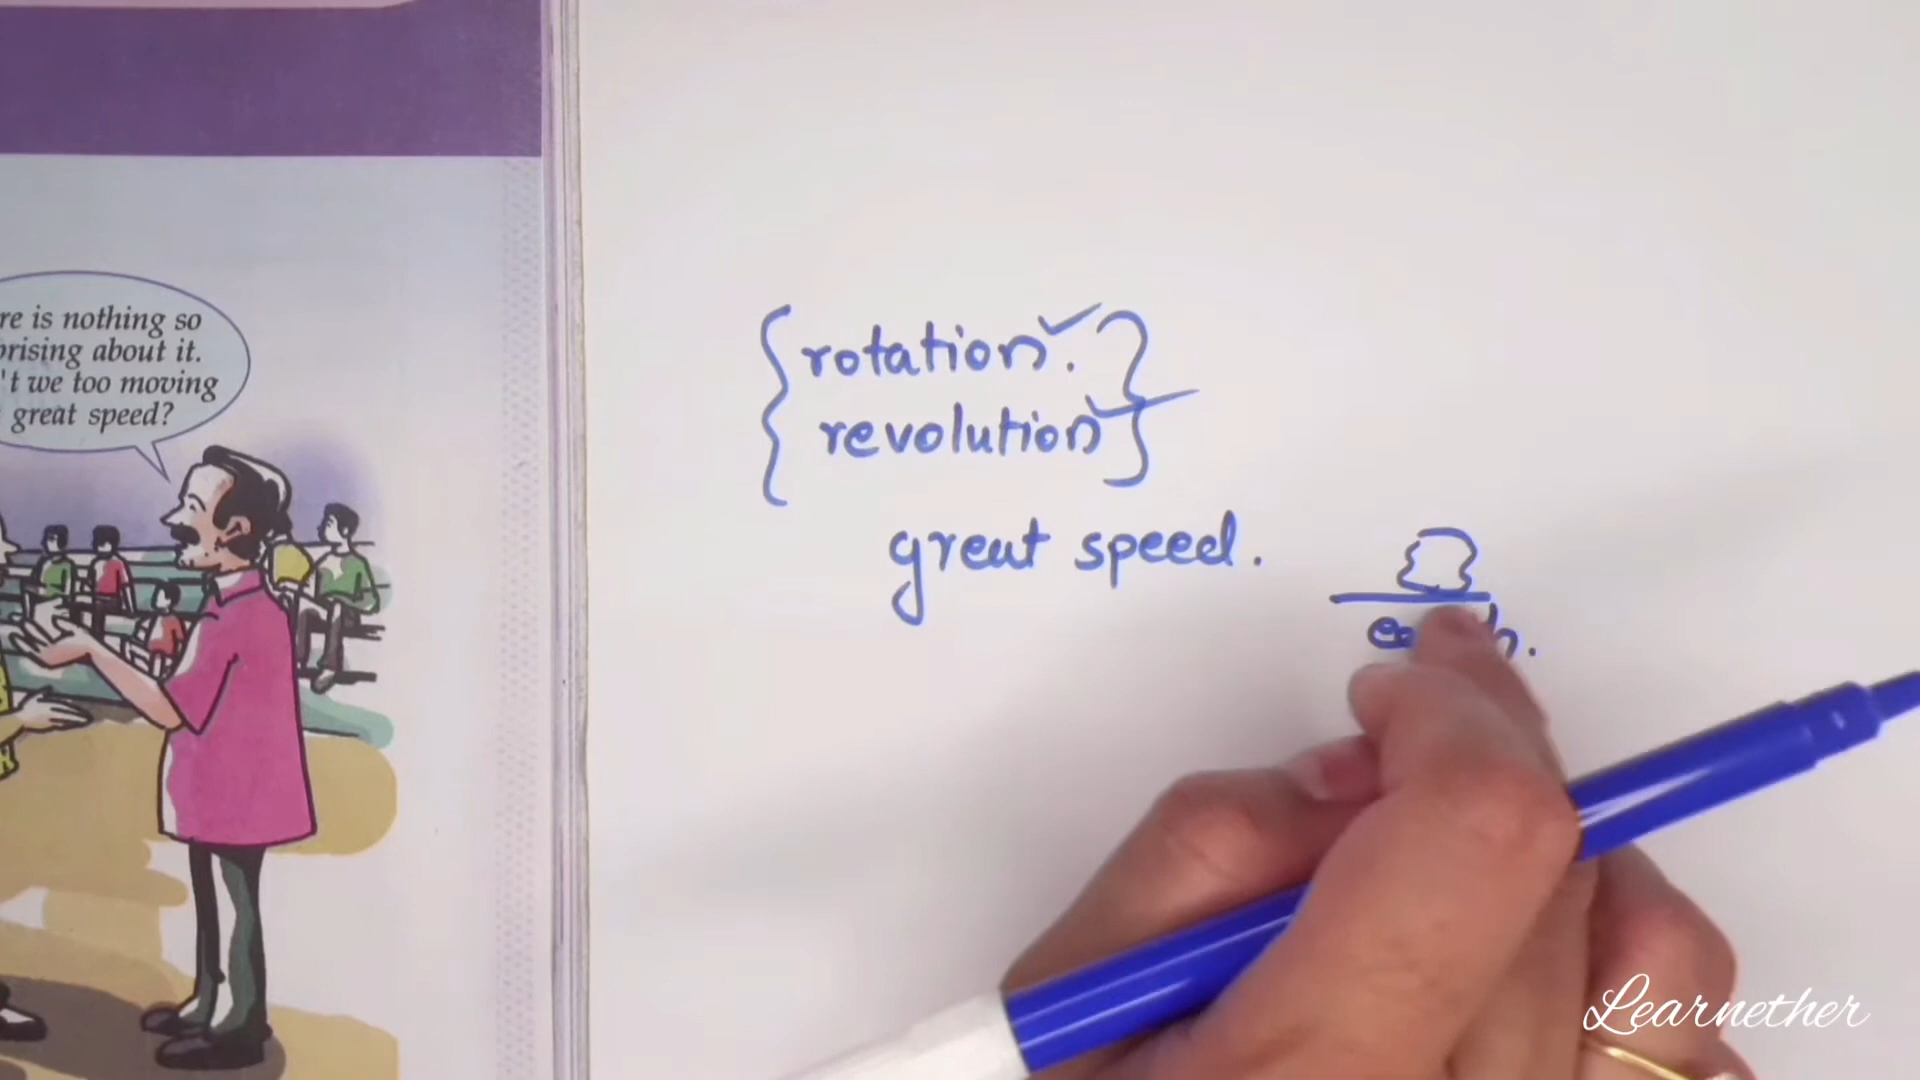 re is nothing so
prising about it.
't we too moving
great speed?
rotation.
revolution
great speed.
Learnether